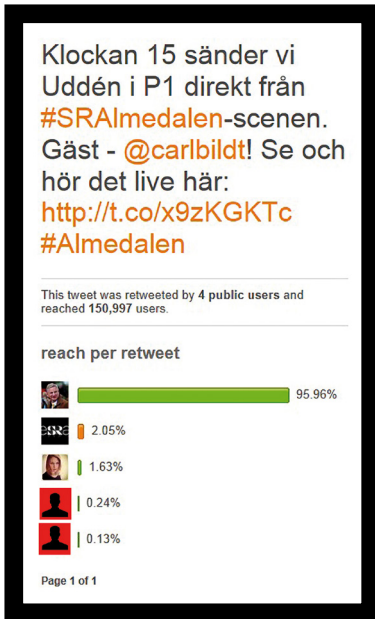 Klockan 15 sänder vi
Uddén i P1 direkt från
#SRAlmedalen-scenen.
Gäst - @carlbildt! Se och
hör det live här:
http://t.co/x9zKGKTc
#Almedalen
This tweet was retweeted by 4 public users and
reached 150,997 users.
reach per retweet
95.96%
2.05%
1.63%
0.24%
0.13%
Page 1 of 1